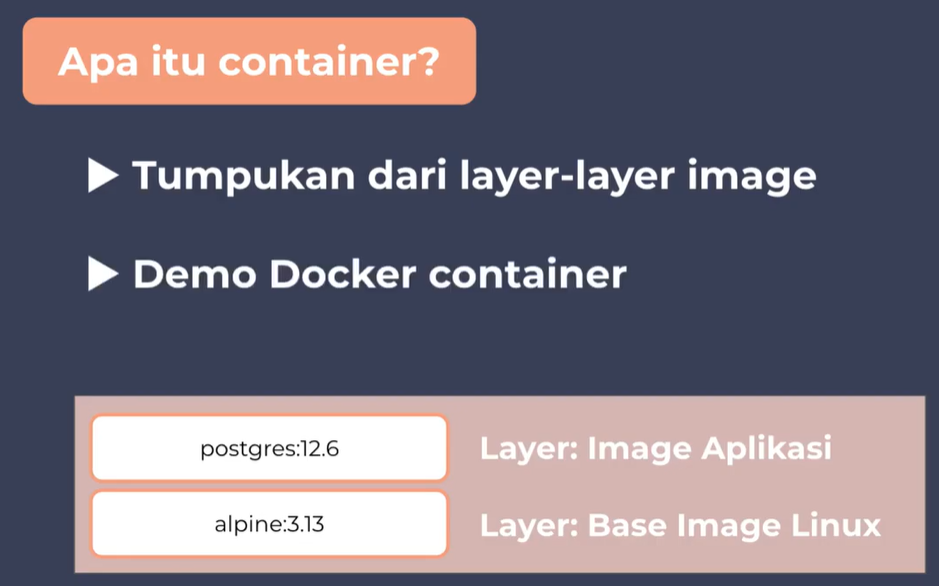 Apa itu container?
Tumpukan dari layer-layer image
Demo Docker container
postgres:12.6
Layer: Image Aplikasi
alpine:3.13
Layer: Base Image Linux